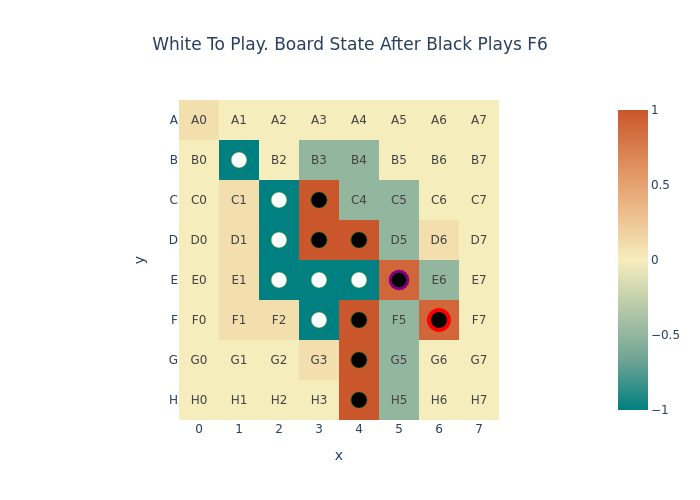 White To Play. Board State After Black Plays F6
A A0 A1 A2 A3 A4 A5 A6 A7
B B0 B2 B3 B4 B5 B6 B7
C C0 C1 C4 C5 C6 C7
D D0 D1 D5 D6 D7
E E0 E1 E6 E7
F F0 F1 F2 F5 F7
G G0 G1 G2 G3 G5 G6 G7
H H0 H1 H2 H3 H5 H6 H7
0 1 2 3 4 5 6 7
x
y
1
0.5
0
−0.5
−1